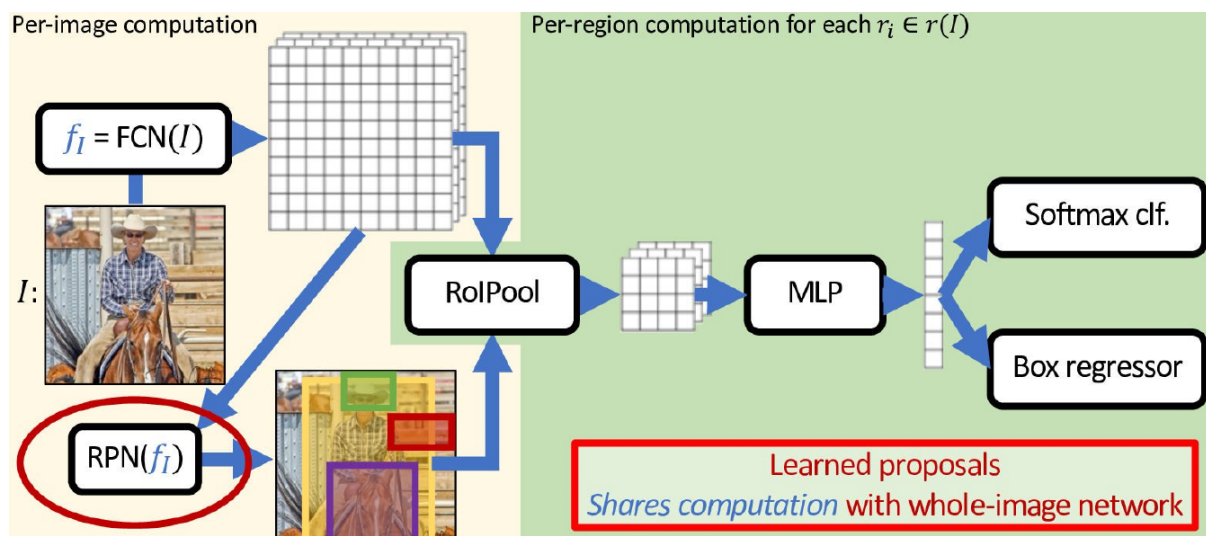 Per-image computation
Per-region computation for each r_i ∈ r(I)
f_I = FCN(I)
I:
RoIPool
MLP
Softmax clf.
Box regressor
RPN(f_I)
Learned proposals
Shares computation with whole-image network